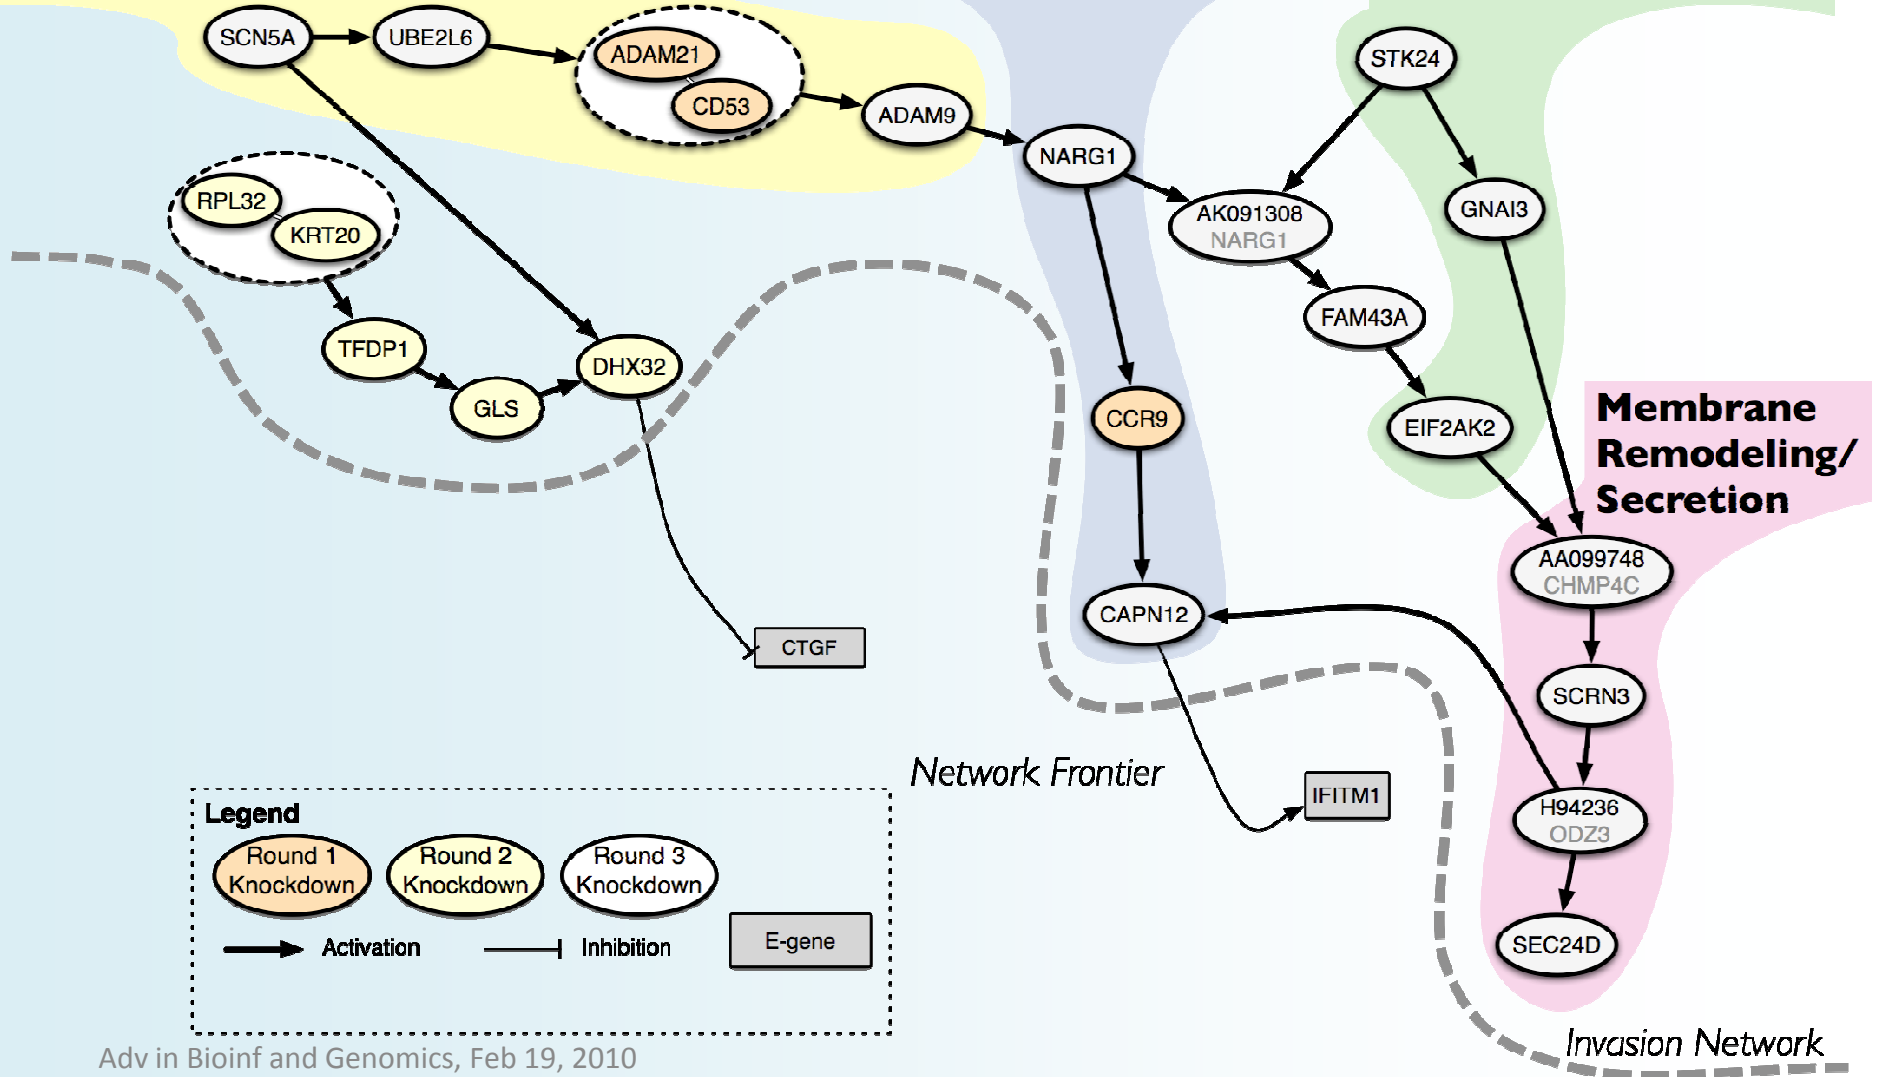 SCN5A
UBE2L6
ADAM21
CD53
ADAM9
STK24
NARG1
RPL32
KRT20
AK091308
NARG1
GNAI3
FAM43A
TFDP1
DHX32
GLS
CCR9
EIF2AK2
Membrane
Remodeling/
Secretion
AA099748
CHMP4C
CAPN12
CTGF
SCRN3
Network Frontier
IFITM1
H94236
ODZ3
SEC24D
Legend
Round 1
Knockdown
Round 2
Knockdown
Round 3
Knockdown
Activation
Inhibition
E-gene
Invasion Network
Adv in Bioinf and Genomics, Feb 19, 2010